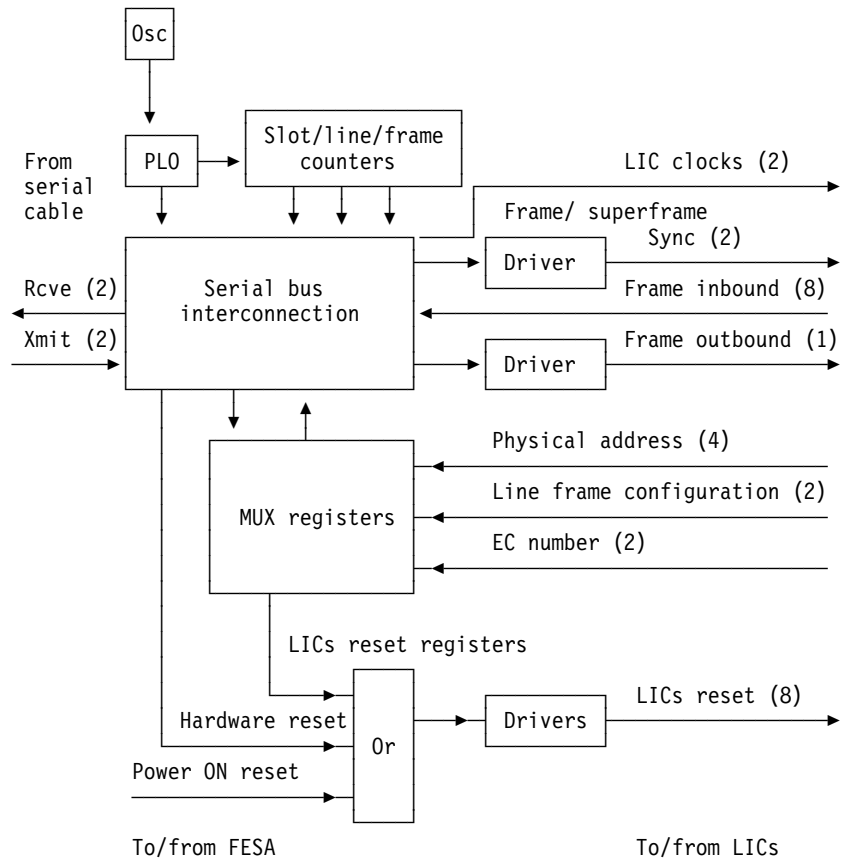 Osc
PLO
Slot/line/frame
counters
From
serial
cable
LIC clocks (2)
Frame/ superframe
Sync (2)
Driver
Rcve (2)
Serial bus
interconnection
Frame inbound (8)
Xmit (2)
Frame outbound (1)
Driver
Physical address (4)
Line frame configuration (2)
MUX registers
EC number (2)
LICs reset registers
LICs reset (8)
Hardware reset
Or
Drivers
Power ON reset
To/from FESA
To/from LICs